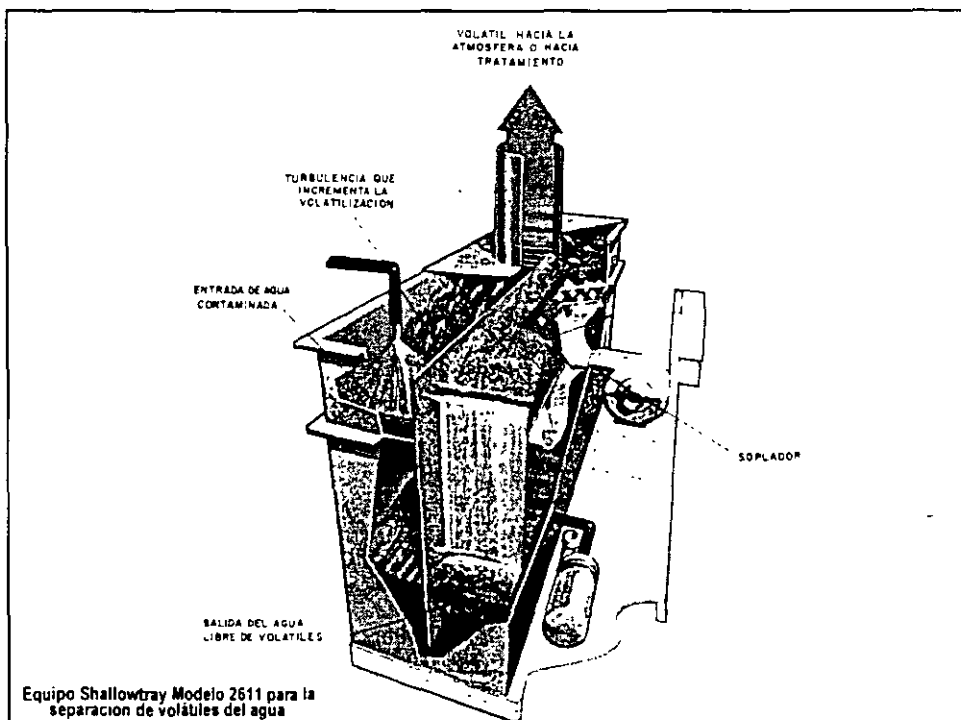 VOLATIL HACIA LA
ATMOSFERA O HACIA
TRATAMIENTO
TURBULENCIA QUE
INCREMENTA LA
VOLATILIZACION
ENTRADA DE AGUA
CONTAMINADA
SOPLADOR
SALIDA DEL AGUA
LIBRE DE VOLATILES
Equipo Shallowtray Modelo 2611 para la
separacion de volátiles del agua